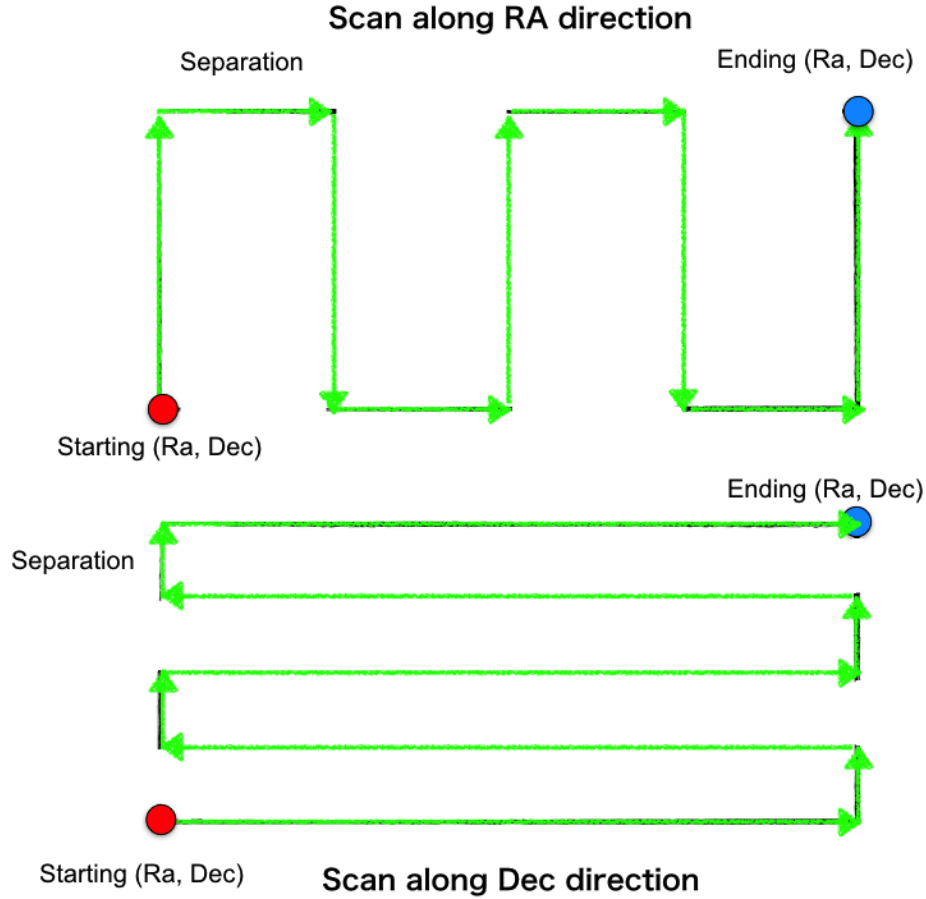 Scan along RA direction
Separation
Ending (Ra, Dec)
Starting (Ra, Dec)
Ending (Ra, Dec)
Separation
Starting (Ra, Dec)
Scan along Dec direction